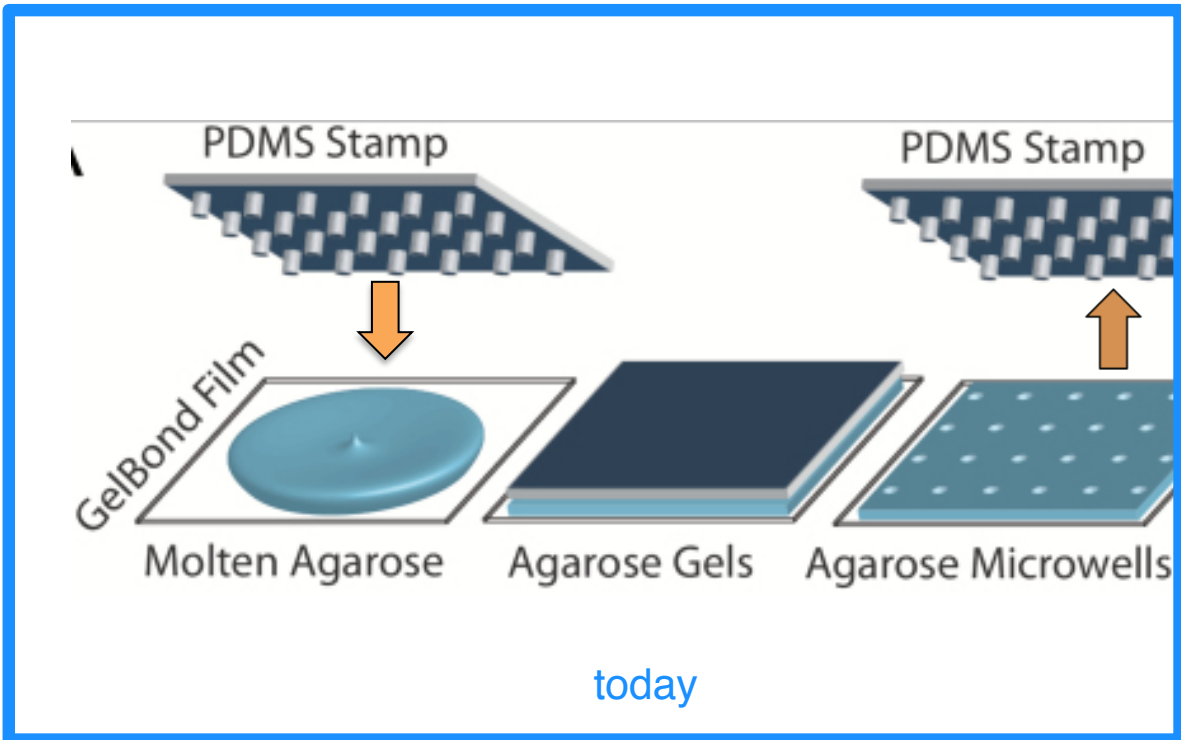 PDMS Stamp
PDMS Stamp
GelBond Film
Molten Agarose
Agarose Gels
Agarose Microwells
today